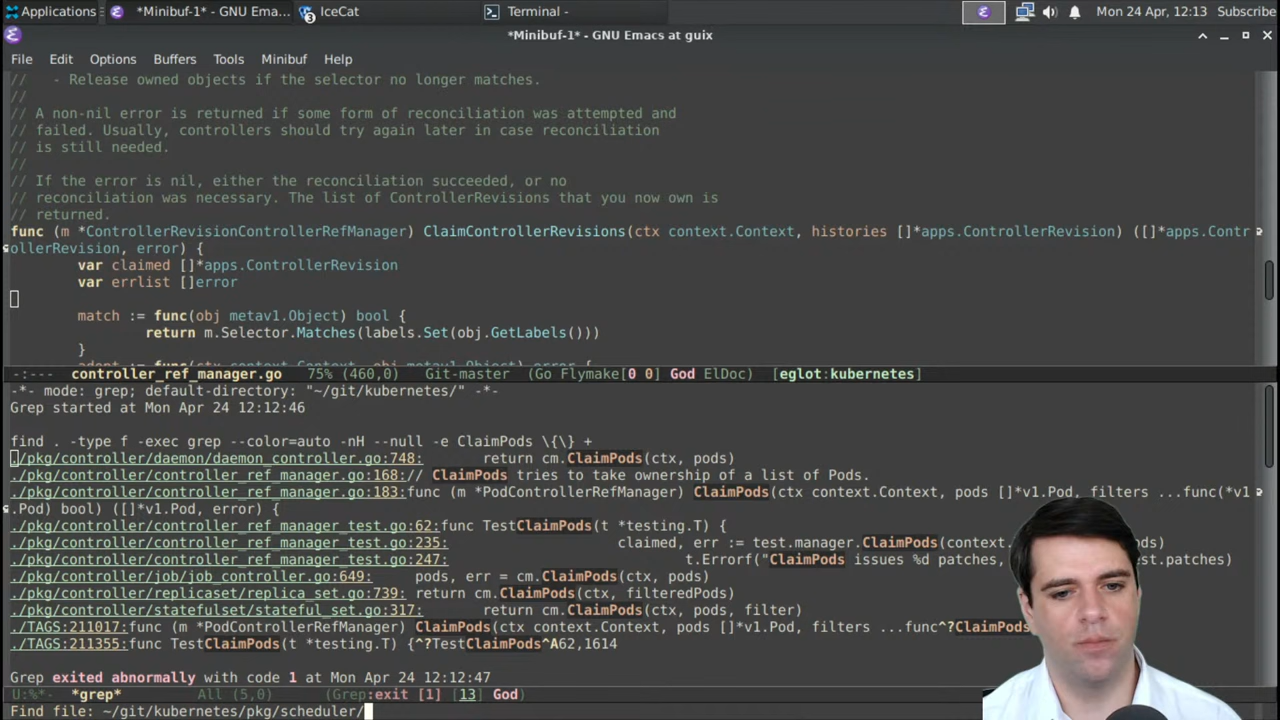 Applications *Minibuf-1* - GNU Ema... 3 IceCat Terminal - Mon 24 Apr, 12:13 Subscribe
*Minibuf-1* - GNU Emacs at guix
File Edit Options Buffers Tools Minibuf Help
//   - Release owned objects if the selector no longer matches.
//
// A non-nil error is returned if some form of reconciliation was attempted and
// failed. Usually, controllers should try again later in case reconciliation
// is still needed.
//
// If the error is nil, either the reconciliation succeeded, or no
// reconciliation was necessary. The list of ControllerRevisions that you now own is
// returned.
func (m *ControllerRevisionControllerRefManager) ClaimControllerRevisions(ctx context.Context, histories []*apps.ControllerRevision) ([]*apps.Contr
ollerRevision, error) {
var claimed []*apps.ControllerRevision
var errlist []error
match := func(obj metav1.Object) bool {
return m.Selector.Matches(labels.Set(obj.GetLabels()))
}
adopt := func(ctx context.Context, obj metav1.Object) error {
-:--- controller_ref_manager.go 75% (460,0) Git-master (Go Flymake[0 0] God ElDoc) [eglot:kubernetes]
-*- mode: grep; default-directory: "~/git/kubernetes/" -*-
Grep started at Mon Apr 24 12:12:46
find . -type f -exec grep --color=auto -nH --null -e ClaimPods \{\} +
./pkg/controller/daemon/daemon_controller.go:748: return cm.ClaimPods(ctx, pods)
./pkg/controller/controller_ref_manager.go:168:// ClaimPods tries to take ownership of a list of Pods.
./pkg/controller/controller_ref_manager.go:183:func (m *PodControllerRefManager) ClaimPods(ctx context.Context, pods []*v1.Pod, filters ...func(*v1
.Pod) bool) ([]*v1.Pod, error) {
./pkg/controller/controller_ref_manager_test.go:62:func TestClaimPods(t *testing.T) {
./pkg/controller/controller_ref_manager_test.go:235: claimed, err := test.manager.ClaimPods(context. pods)
./pkg/controller/controller_ref_manager_test.go:247: t.Errorf("ClaimPods issues %d patches, est.patches)
./pkg/controller/job/job_controller.go:649: pods, err = cm.ClaimPods(ctx, pods)
./pkg/controller/replicaset/replica_set.go:739: return cm.ClaimPods(ctx, filteredPods)
./pkg/controller/statefulset/stateful_set.go:317: return cm.ClaimPods(ctx, pods, filter)
./TAGS:211017:func (m *PodControllerRefManager) ClaimPods(ctx context.Context, pods []*v1.Pod, filters ...func^?ClaimPods
./TAGS:211355:func TestClaimPods(t *testing.T) {^?TestClaimPods^A62,1614
Grep exited abnormally with code 1 at Mon Apr 24 12:12:47
U:%*- *grep* All (5,0) (Grep:exit [1] [13] God)
Find file: ~/git/kubernetes/pkg/scheduler/